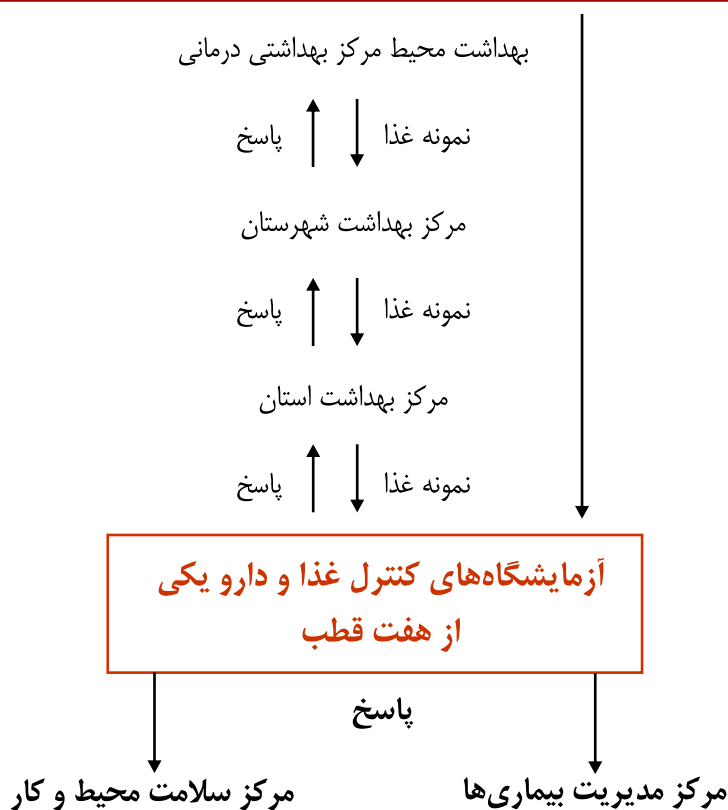 بهداشت محیط مرکز بهداشتی درمانی
نمونه غذا
پاسخ
مرکز بهداشت شهرستان
نمونه غذا
پاسخ
مرکز بهداشت استان
نمونه غذا
پاسخ
آزمایشگاه‌های کنترل غذا و دارو یکی
از هفت قطب
پاسخ
مرکز مدیریت بیماری‌ها
مرکز سلامت محیط و کار